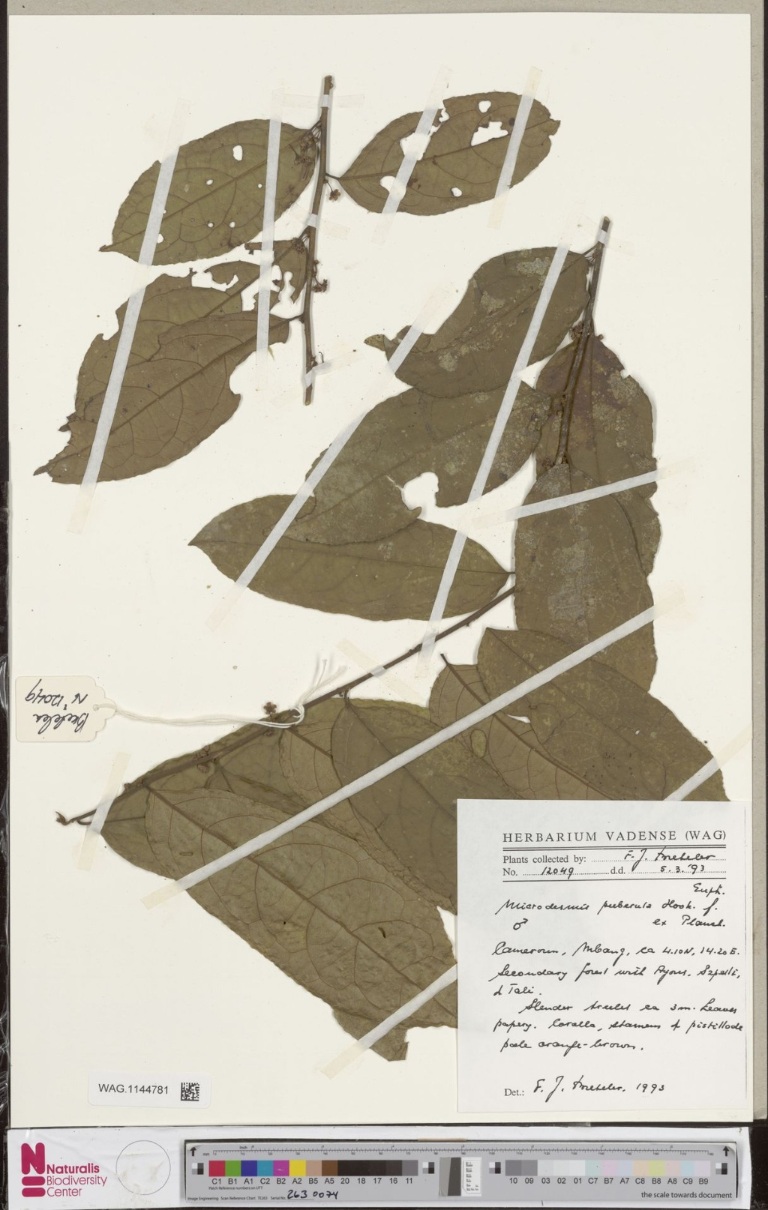 Breteler
N° 12049
HERBARIUM VADENSE (WAG)
Plants collected by: F. J. Breteler
No. 12049 d.d. 5.3.'93
Euph.
Microdesmis puberula Hook. f.
♂ ex Planch.
Cameroun, Mbang, ca 4.10N, 14.20E.
Secondary forest with Ayous, Sapelli,
& Tali.
Slender treelet ca 3m. Leaves
papery. Corolla, stamens & pistillode
pale orange-brown.
Det.: F. J. Breteler, 1993
WAG.1144781
Naturalis
Biodiversity
Center
C1 B1 A1 C2 B2 A2 B5 A5 20 18 17 16 11
10 09 03 02 01 C7 B7 A7 C8 B8 A8 C9 B9
263 0074
the scale towards document